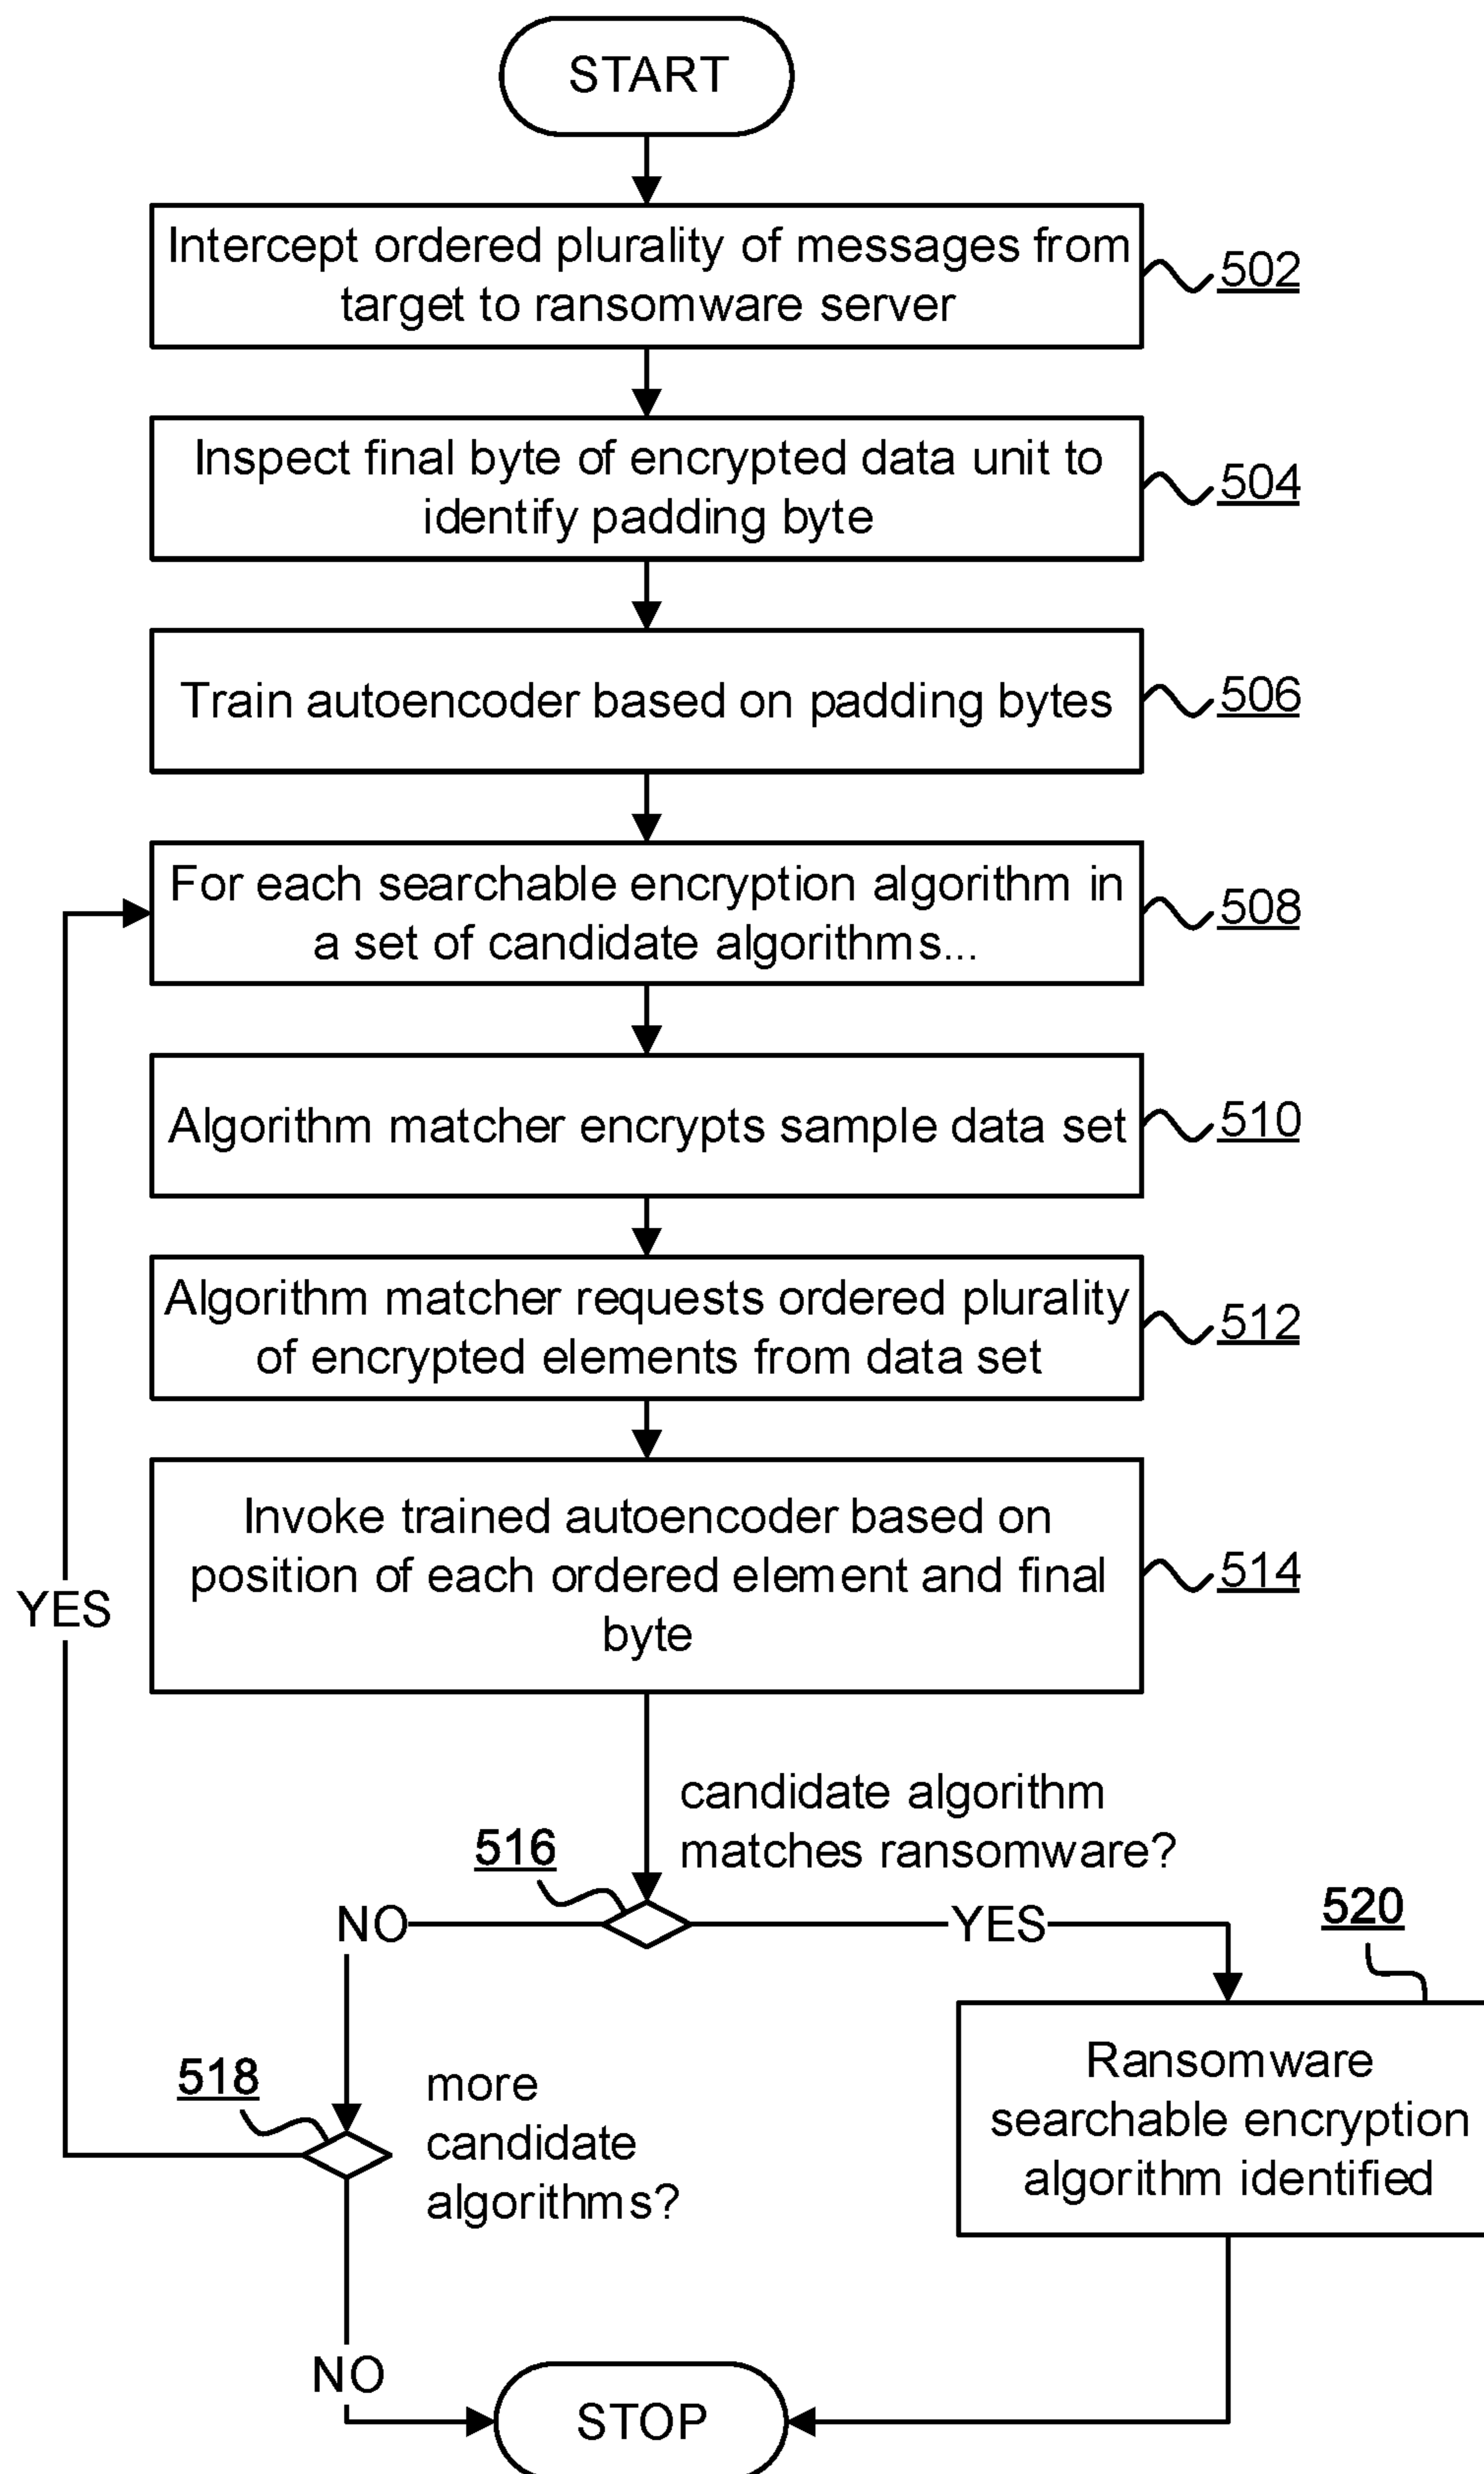 START
Intercept ordered plurality of messages from
target to ransomware server
502
Inspect final byte of encrypted data unit to
identify padding byte
504
Train autoencoder based on padding bytes
506
For each searchable encryption algorithm in
a set of candidate algorithms...
508
Algorithm matcher encrypts sample data set
510
Algorithm matcher requests ordered plurality
of encrypted elements from data set
512
Invoke trained autoencoder based on
position of each ordered element and final
byte
514
YES
candidate algorithm
matches ransomware?
516
NO
YES
520
Ransomware
searchable encryption
algorithm identified
518
more
candidate
algorithms?
NO
STOP